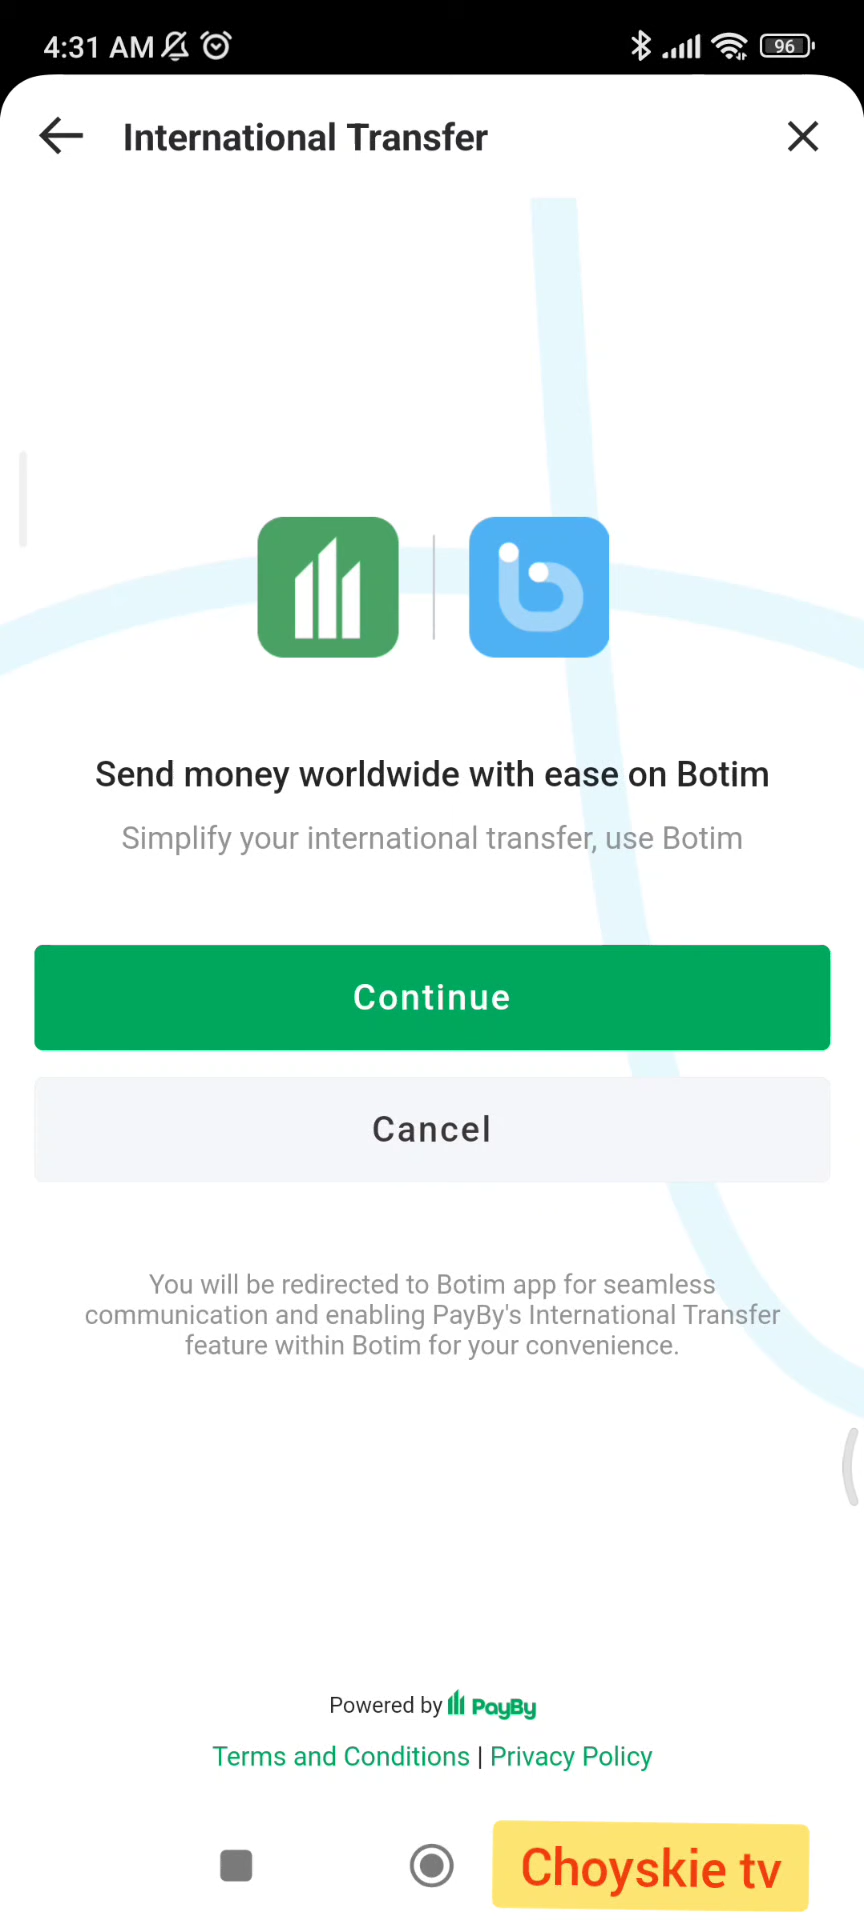 4:31 AM
96
International Transfer
Send money worldwide with ease on Botim
Simplify your international transfer, use Botim
Continue
Cancel
You will be redirected to Botim app for seamless
communication and enabling PayBy's International Transfer
feature within Botim for your convenience.
Powered by PayBy
Terms and Conditions | Privacy Policy
Choyskie tv